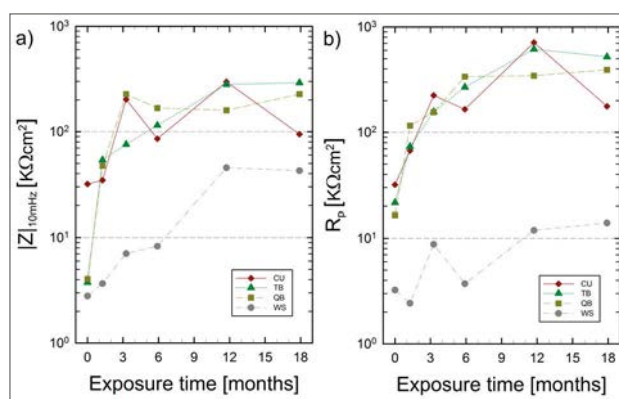 a)
|Z|10mHz [KΩcm²]
10³
10²
10¹
10⁰
0 3 6 9 12 15 18
Exposure time [months]
CU
TB
QB
WS
b)
Rp [KΩcm²]
10³
10²
10¹
10⁰
0 3 6 9 12 15 18
Exposure time [months]
CU
TB
QB
WS